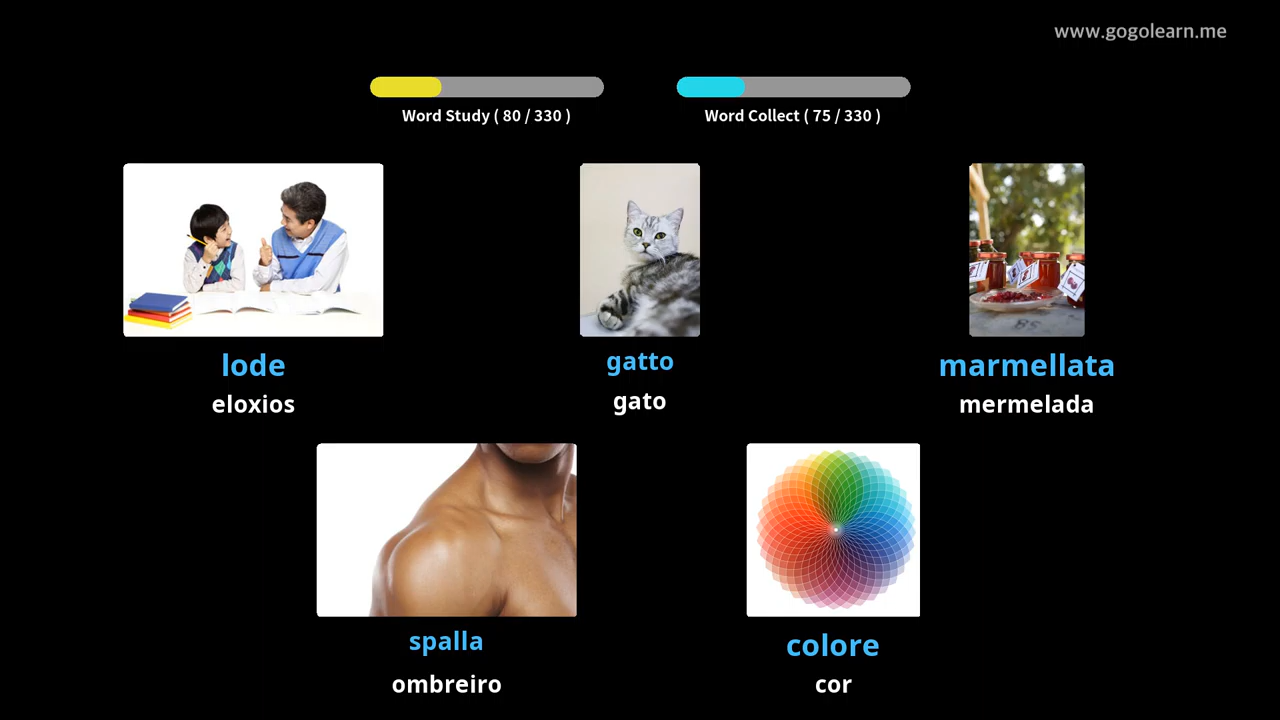 www.gogolearn.me
Word Study ( 80 / 330 )
Word Collect ( 75 / 330 )
lode
eloxios
gatto
gato
marmellata
mermelada
spalla
ombreiro
colore
cor